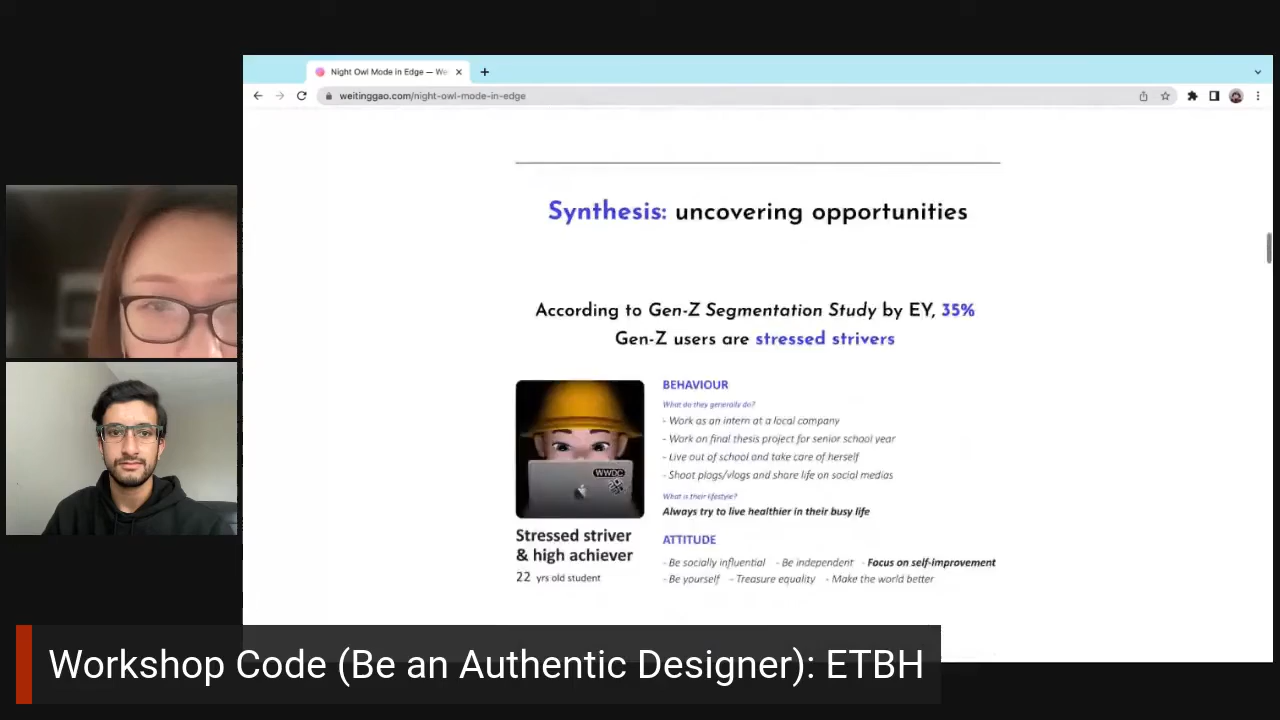 Night Owl Mode in Edge — We
weitinggao.com/night-owl-mode-in-edge
Synthesis: uncovering opportunities
According to Gen-Z Segmentation Study by EY, 35%
Gen-Z users are stressed strivers
BEHAVIOUR
What do they generally do?
- Work as an intern at a local company
- Work on final thesis project for senior school year
- Live out of school and take care of herself
- Shoot plogs/vlogs and share life on social medias
What is their lifestyle?
Always try to live healthier in their busy life
WWDC
Stressed striver
& high achiever
22 yrs old student
ATTITUDE
- Be socially influential - Be independent - Focus on self-improvement
- Be yourself - Treasure equality - Make the world better
Workshop Code (Be an Authentic Designer): ETBH